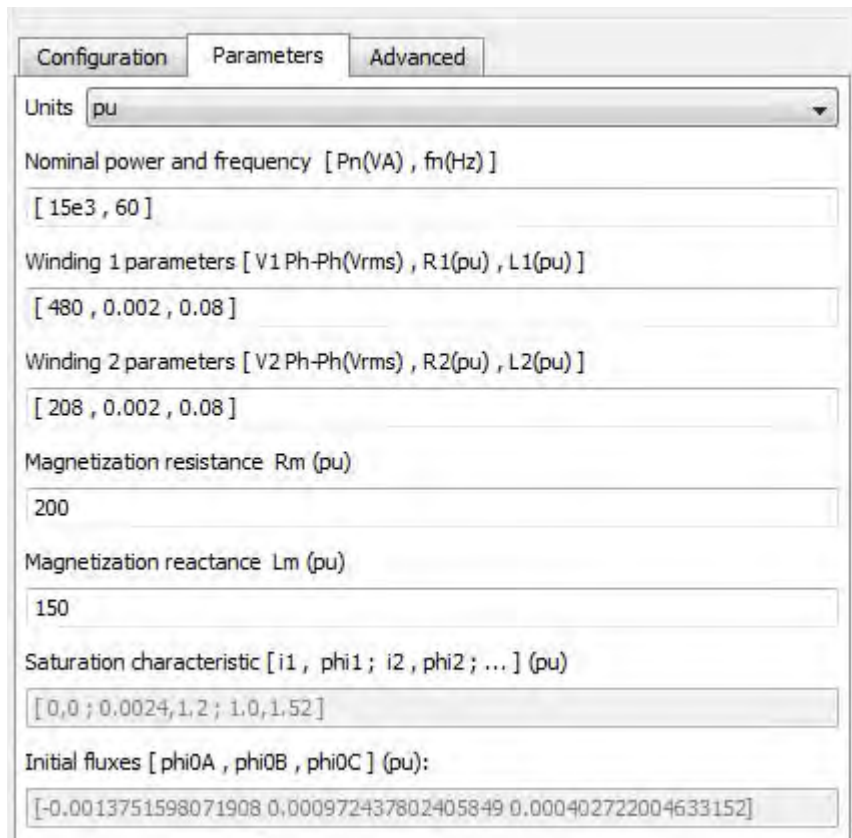 Configuration Parameters Advanced
Units pu
Nominal power and frequency [ Pn(VA) , fn(Hz) ]
[ 15e3 , 60 ]
Winding 1 parameters [ V1 Ph-Ph(Vrms) , R1(pu) , L1(pu) ]
[ 480 , 0.002 , 0.08 ]
Winding 2 parameters [ V2 Ph-Ph(Vrms) , R2(pu) , L2(pu) ]
[ 208 , 0.002 , 0.08 ]
Magnetization resistance Rm (pu)
200
Magnetization reactance Lm (pu)
150
Saturation characteristic [ i1 , phi1 ; i2 , phi2 ; ... ] (pu)
[ 0,0 ; 0.0024,1.2 ; 1.0,1.52 ]
Initial fluxes [ phi0A , phi0B , phi0C ] (pu):
[-0.0013751598071908 0.000972437802405849 0.0004027222004633152]